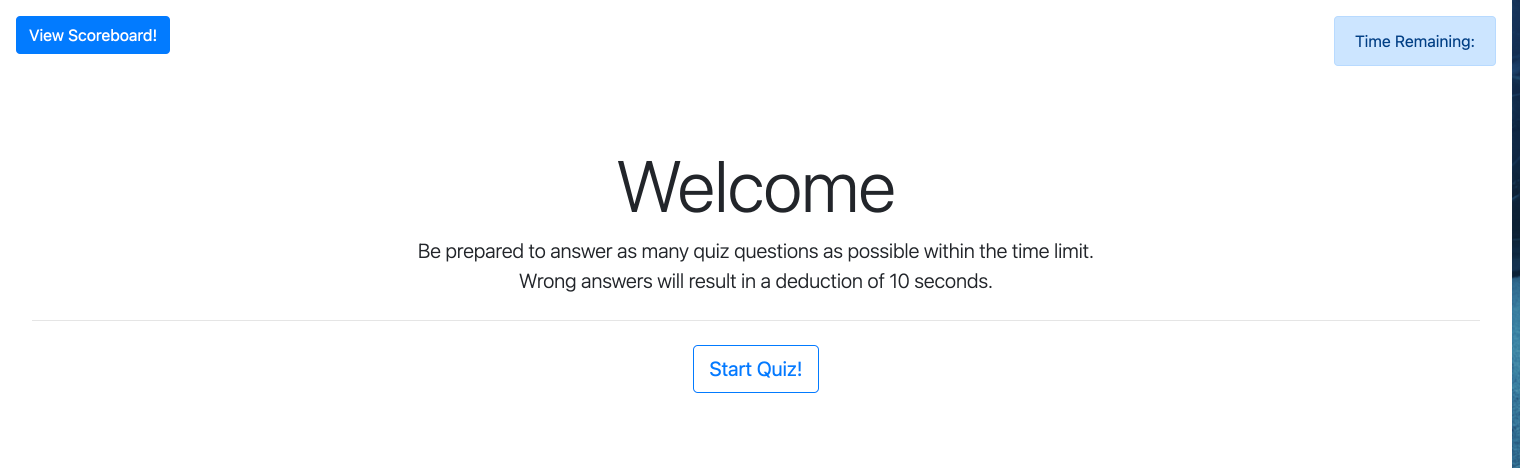 View Scoreboard!
Time Remaining:
Welcome
Be prepared to answer as many quiz questions as possible within the time limit.
Wrong answers will result in a deduction of 10 seconds.
Start Quiz!